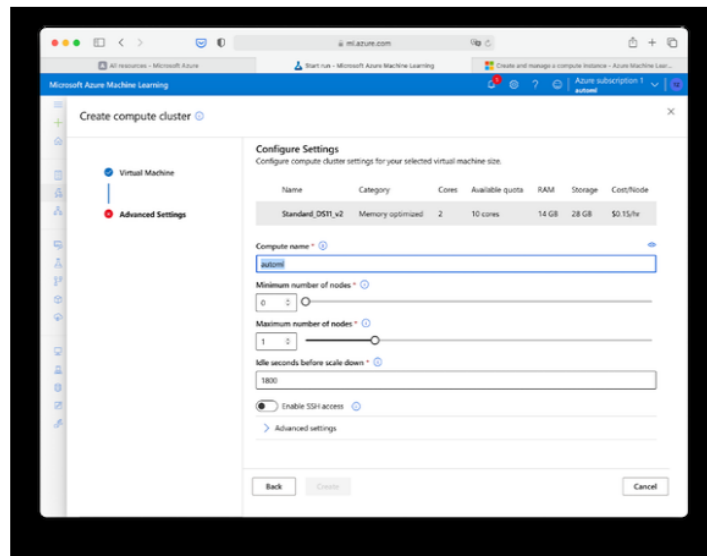 ml.azure.com
All resources - Microsoft Azure
Start run - Microsoft Azure Machine Learning
Create and manage a compute instance - Azure Machine Lear...
Microsoft Azure Machine Learning
Azure subscription 1
automl
Create compute cluster
Virtual Machine
Advanced Settings
Configure Settings
Configure compute cluster settings for your selected virtual machine size.
Name Category Cores Available quota RAM Storage Cost/Node
Standard_DS11_v2 Memory optimized 2 10 cores 14 GB 28 GB $0.15/hr
Compute name *
automl
Minimum number of nodes *
0
Maximum number of nodes *
1
Idle seconds before scale down *
1800
Enable SSH access
Advanced settings
Back Create Cancel